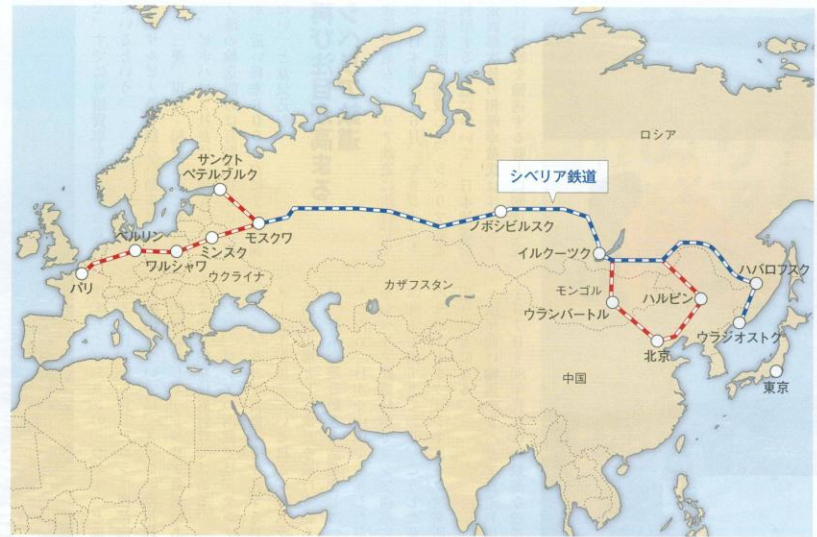 ロシア
サンクト
ペテルブルク
シベリア鉄道
モスクワ
ノボシビルスク
ベルリン
ミンスク
ワルシャワ
イルクーツク
ハバロフスク
パリ
ウクライナ
カザフスタン
モンゴル
ウランバートル
ハルビン
ウラジオストク
北京
中国
東京